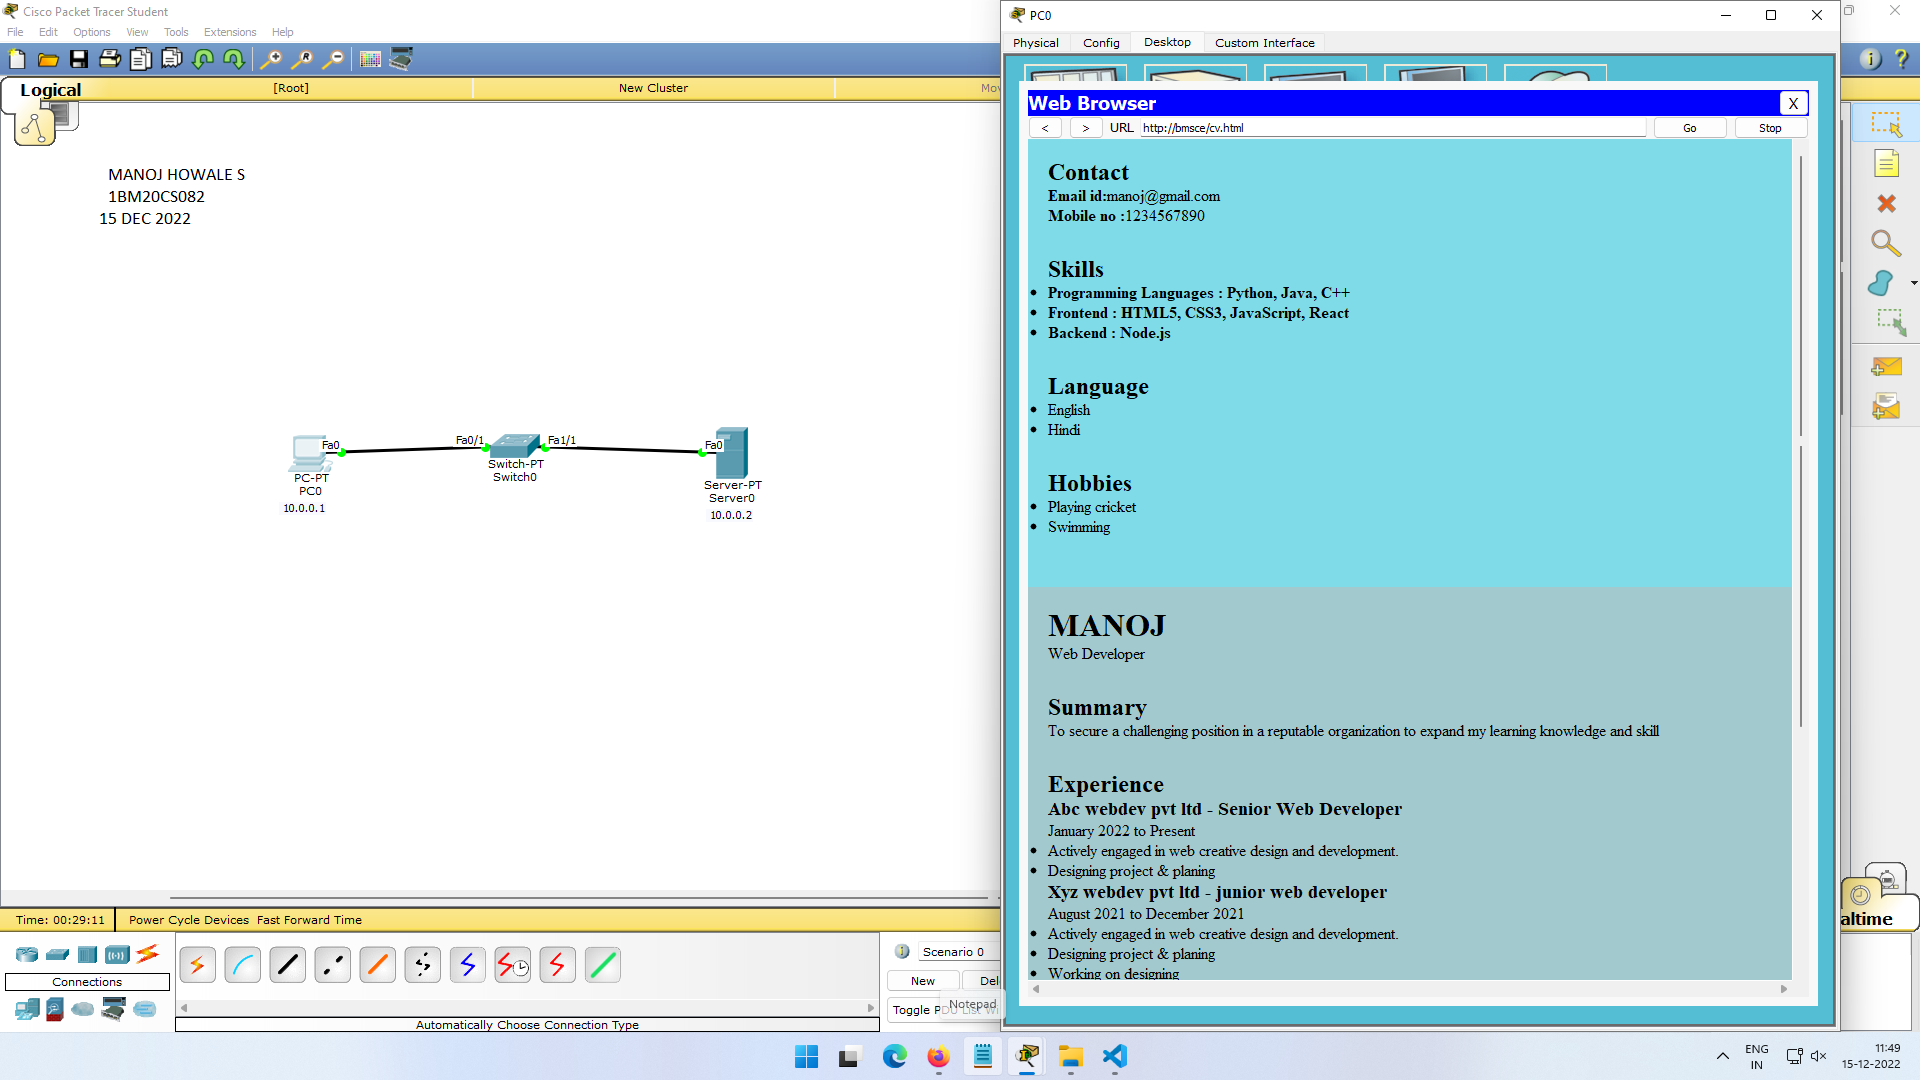 Cisco Packet Tracer Student
File Edit Options View Tools Extensions Help
Logical [Root] New Cluster Mov
MANOJ HOWALE S
1BM20CS082
15 DEC 2022
Fa0 Fa0/1 Fa1/1 Fa0
PC-PT
PC0
10.0.0.1
Switch-PT
Switch0
Server-PT
Server0
10.0.0.2
Time: 00:29:11 Power Cycle Devices Fast Forward Time
Connections
Automatically Choose Connection Type
Scenario 0
New Del
Toggle PDU List Wi
Notepad
altime
PC0
Physical Config Desktop Custom Interface
Web Browser X
< > URL http://bmsce/cv.html Go Stop
Contact
Email id:manoj@gmail.com
Mobile no :1234567890
Skills
Programming Languages : Python, Java, C++
Frontend : HTML5, CSS3, JavaScript, React
Backend : Node.js
Language
English
Hindi
Hobbies
Playing cricket
Swimming
MANOJ
Web Developer
Summary
To secure a challenging position in a reputable organization to expand my learning knowledge and skill
Experience
Abc webdev pvt ltd - Senior Web Developer
January 2022 to Present
Actively engaged in web creative design and development.
Designing project & planing
Xyz webdev pvt ltd - junior web developer
August 2021 to December 2021
Actively engaged in web creative design and development.
Designing project & planing
Working on designing
ENG
IN
11:49
15-12-2022